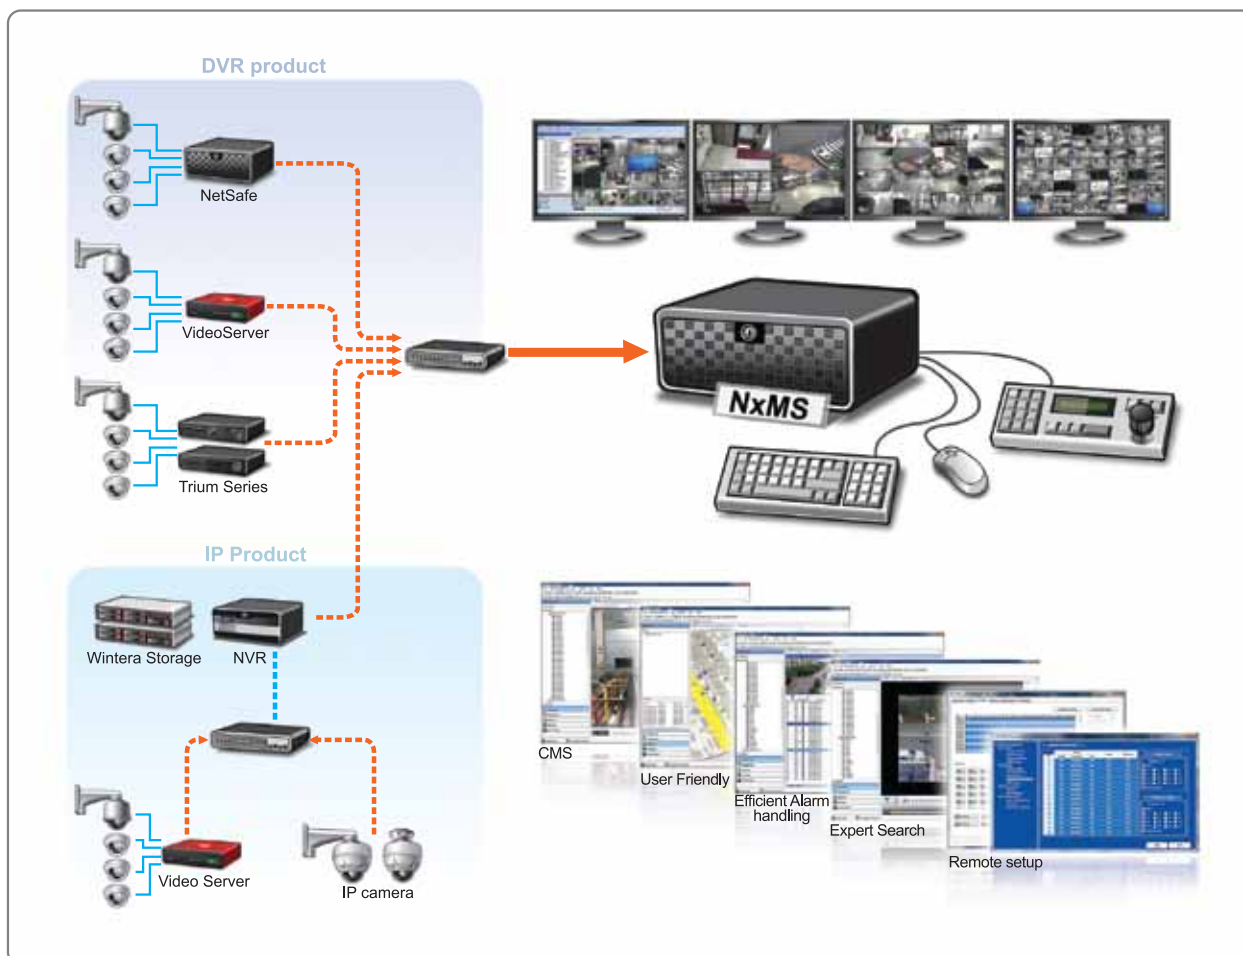 DVR product
NetSafe
VideoServer
Trium Series
NxMS
IP Product
Wintera Storage
NVR
Video Server
IP camera
CMS
User Friendly
Efficient Alarm
handling
Expert Search
Remote setup